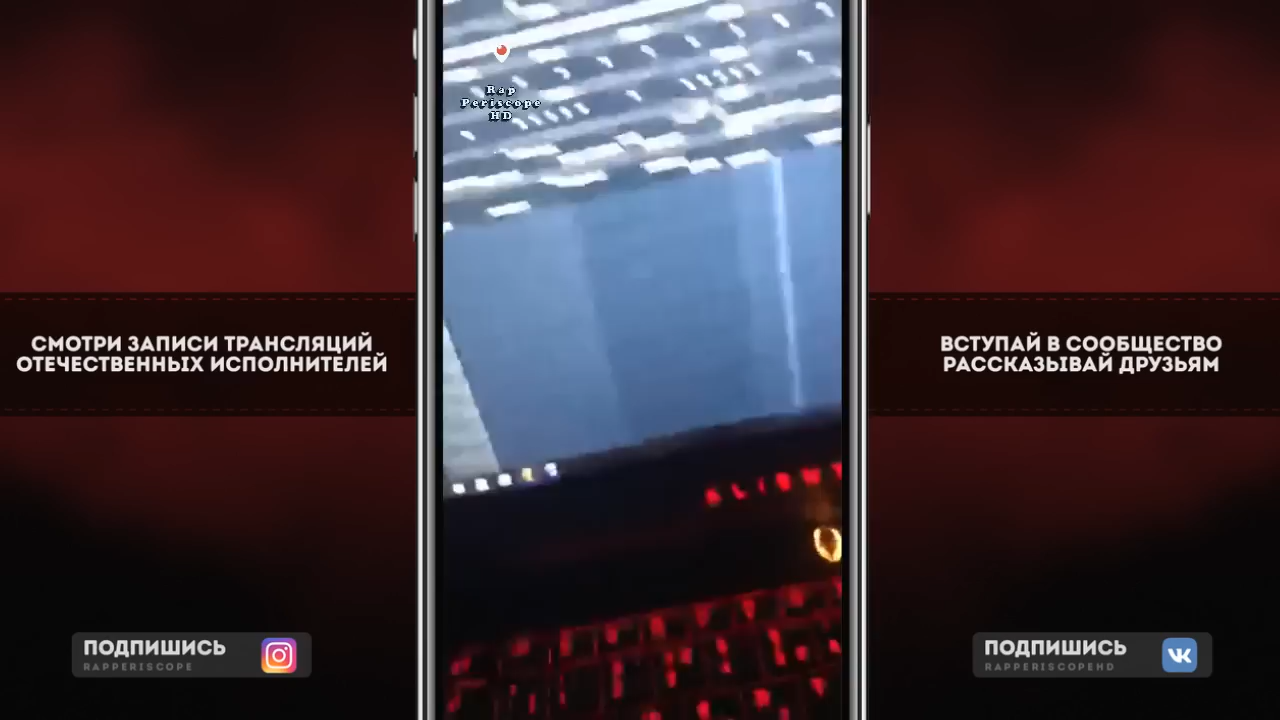 Rap
Periscope
HD
СМОТРИ ЗАПИСИ ТРАНСЛЯЦИЙ
ОТЕЧЕСТВЕННЫХ ИСПОЛНИТЕЛЕЙ
ВСТУПАЙ В СООБЩЕСТВО
РАССКАЗЫВАЙ ДРУЗЬЯМ
ПОДПИШИСЬ
RAPPERISCOPE
ПОДПИШИСЬ
RAPPERISCOPEHD